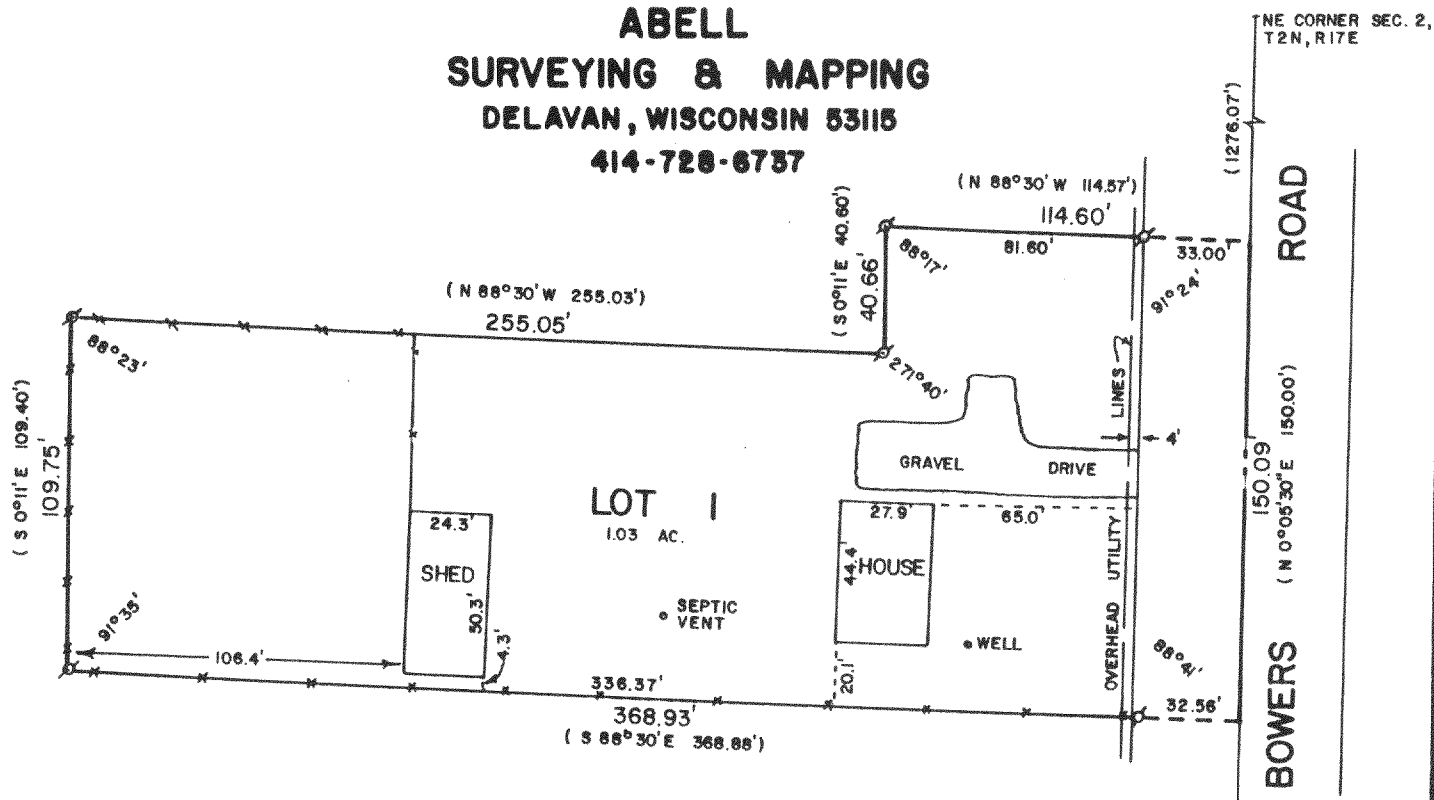 ABELL
SURVEYING & MAPPING
DELAVAN, WISCONSIN 53115
414-728-6737
NE CORNER SEC. 2,
T2N, R17E
(1276.07')
(N 88°30' W 114.57')
114.60'
81.60'
33.00'
88°17'
91°24'
(S 0°11' E 40.60')
40.66'
(N 88°30' W 255.03')
255.05'
88°23'
271°40'
LINES
4'
GRAVEL DRIVE
(S 0°11' E 109.40')
109.75'
LOT 1
1.03 AC.
24.3'
SHED
50.3'
4.3'
27.9'
65.0'
44.4'
HOUSE
20.1'
SEPTIC
VENT
WELL
OVERHEAD UTILITY
91°35'
106.4'
88°41'
32.56'
336.37'
368.93'
(S 88°30' E 368.88')
150.09'
(N 0°05'30" E 150.00')
BOWERS ROAD